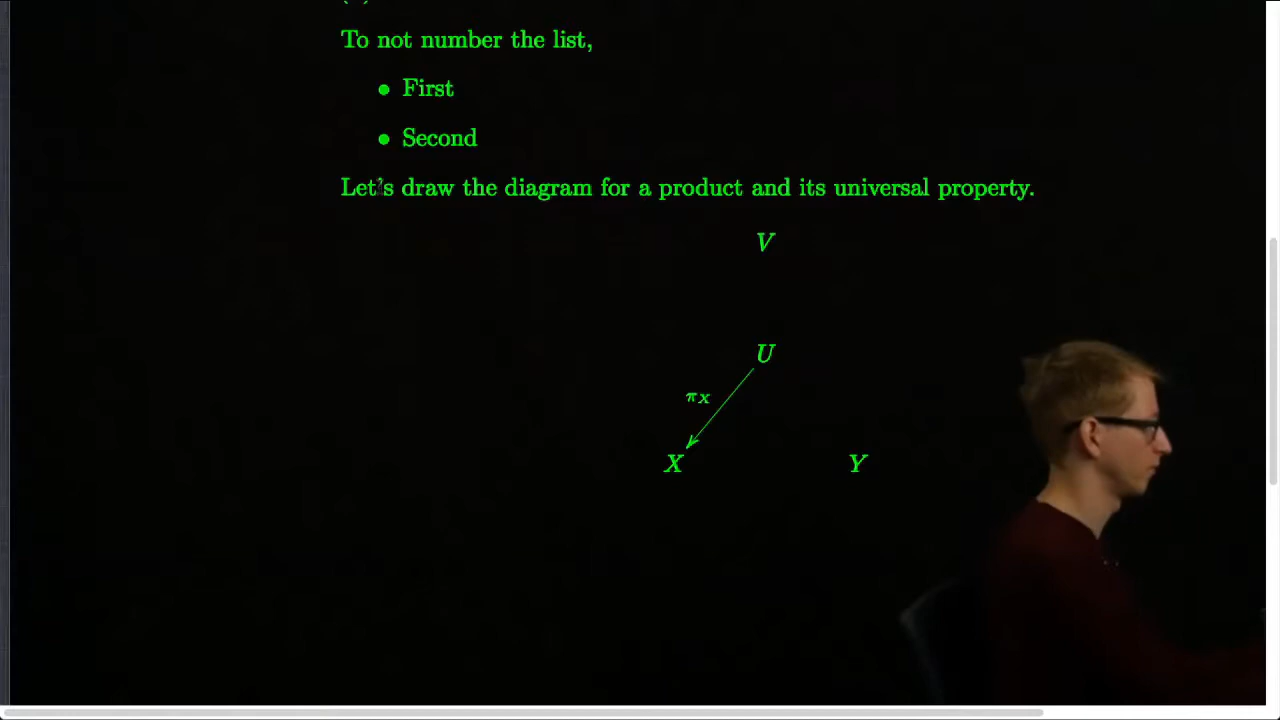 To not number the list,
• First
• Second
Let's draw the diagram for a product and its universal property.
V
U
πX
X Y